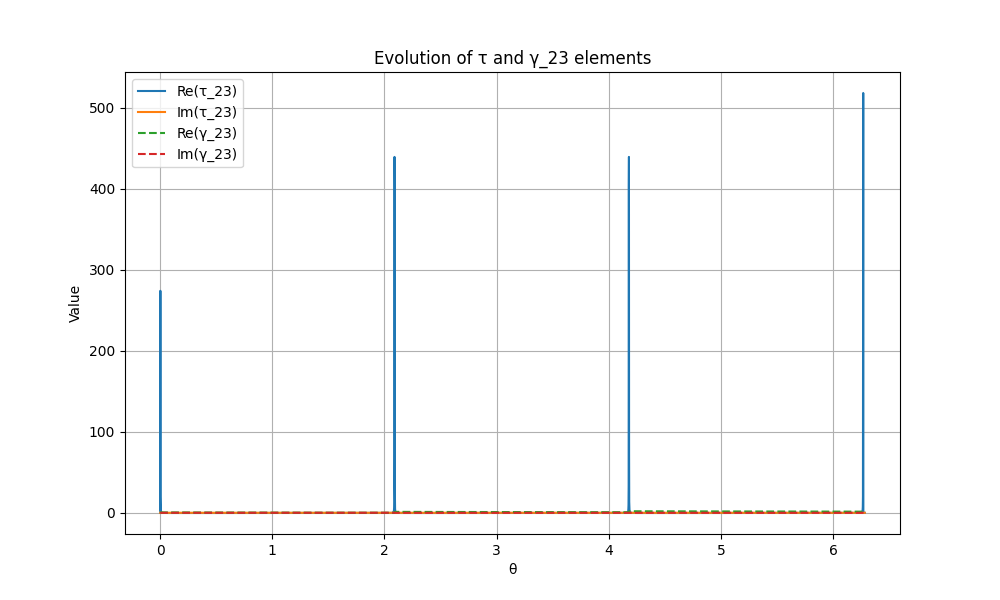 Evolution of τ and γ_23 elements
Re(τ_23)
Im(τ_23)
Re(γ_23)
Im(γ_23)
Value
500
400
300
200
100
0
0 1 2 3 4 5 6
θ